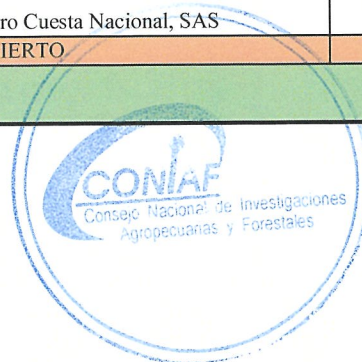 ro Cuesta Nacional, SAS
IERTO
CONIAF
Consejo Nacional de Investigaciones
Agropecuarias y Forestales